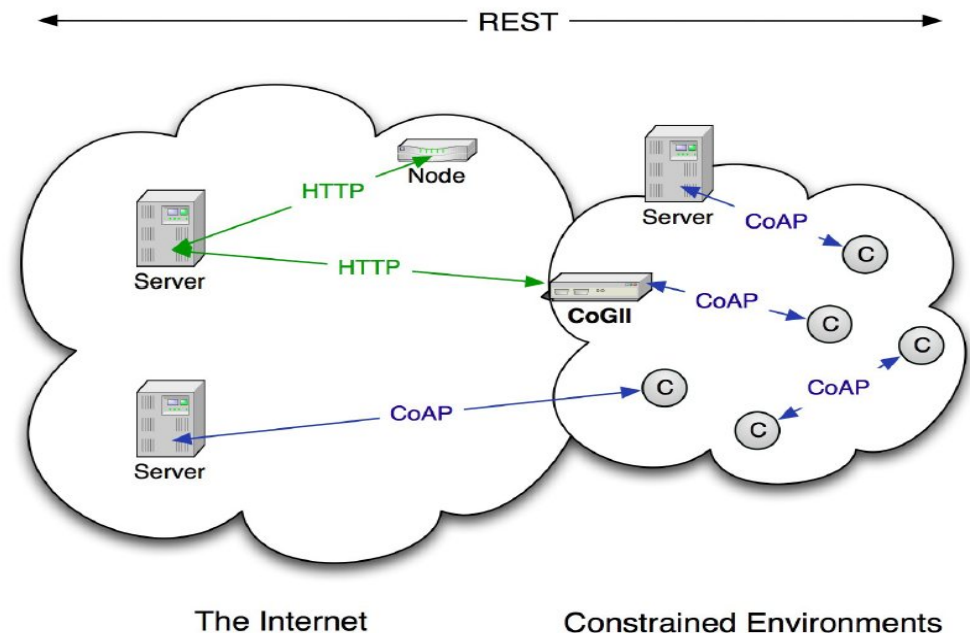 REST
HTTP
Node
Server
HTTP
Server
CoAP
C
CoGII
CoAP
C
C
CoAP
C
C
CoAP
Server
The Internet
Constrained Environments